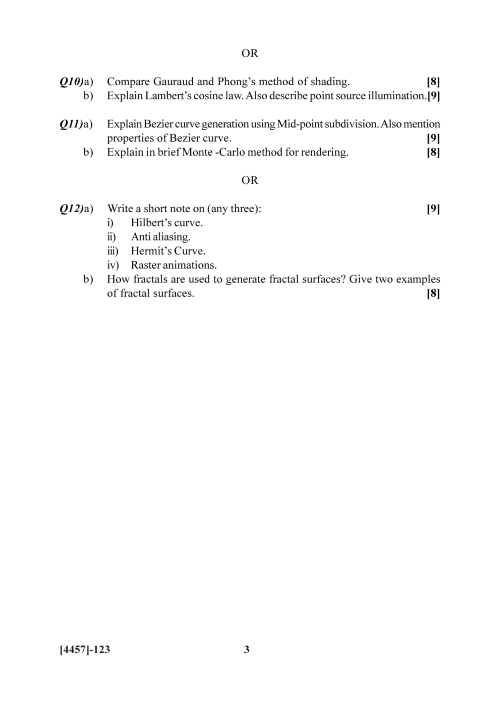 OR
Q10)a) Compare Gauraud and Phong's method of shading. [8]
b) Explain Lambert's cosine law. Also describe point source illumination.[9]
Q11)a) Explain Bezier curve generation using Mid-point subdivision. Also mention
properties of Bezier curve. [9]
b) Explain in brief Monte -Carlo method for rendering. [8]
OR
Q12)a) Write a short note on (any three): [9]
i) Hilbert's curve.
ii) Anti aliasing.
iii) Hermit's Curve.
iv) Raster animations.
b) How fractals are used to generate fractal surfaces? Give two examples
of fractal surfaces. [8]
[4457]-123 3